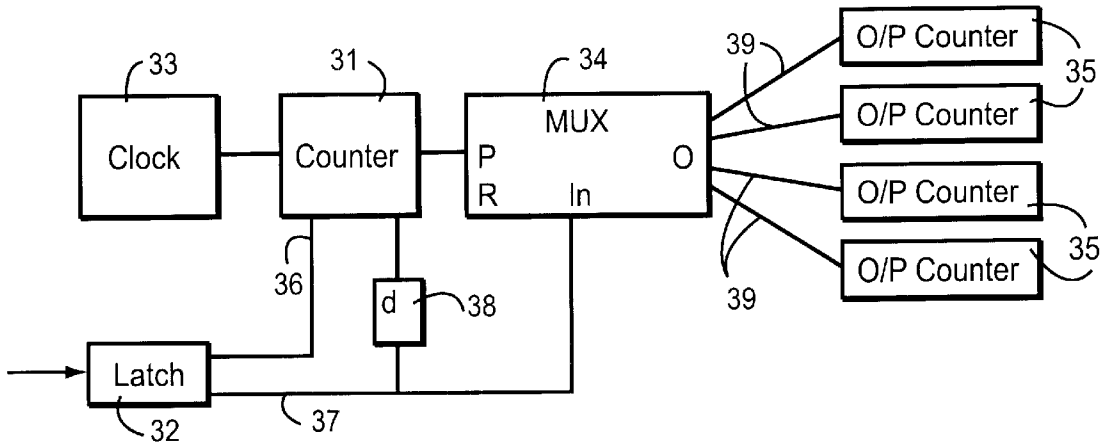 33
Clock
31
Counter
34
MUX
P
R
In
O
39
39
39
O/P Counter
O/P Counter
O/P Counter
O/P Counter
35
35
36
d
38
Latch
32
37